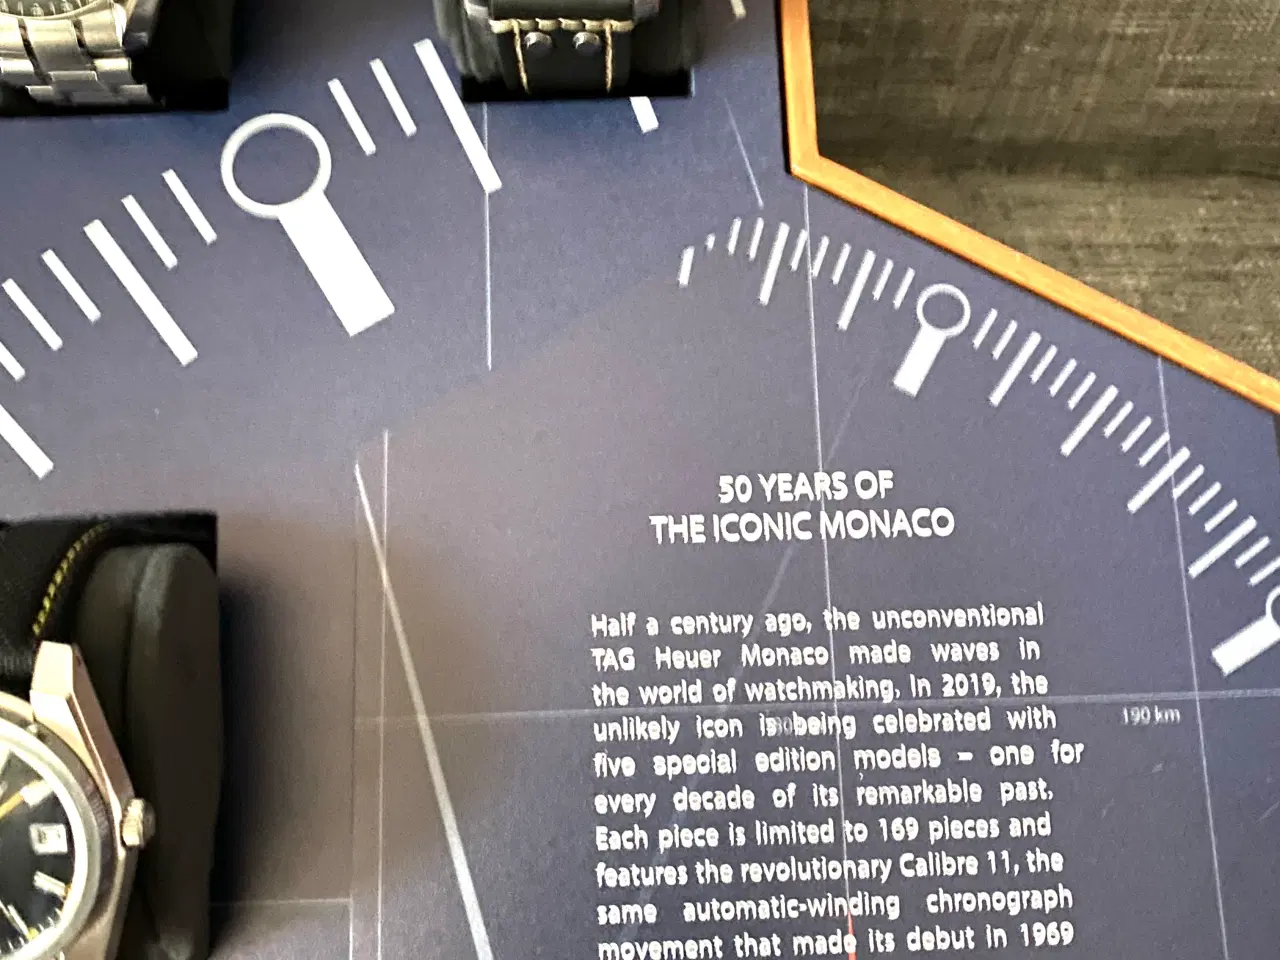 50 YEARS OF
THE ICONIC MONACO
Half a century ago, the unconventional
TAG Heuer Monaco made waves in
the world of watchmaking. In 2019, the
unlikely icon is being celebrated with
five special edition models – one for
every decade of its remarkable past.
Each piece is limited to 169 pieces and
features the revolutionary Calibre 11, the
same automatic-winding chronograph
movement that made its debut in 1969
190 km